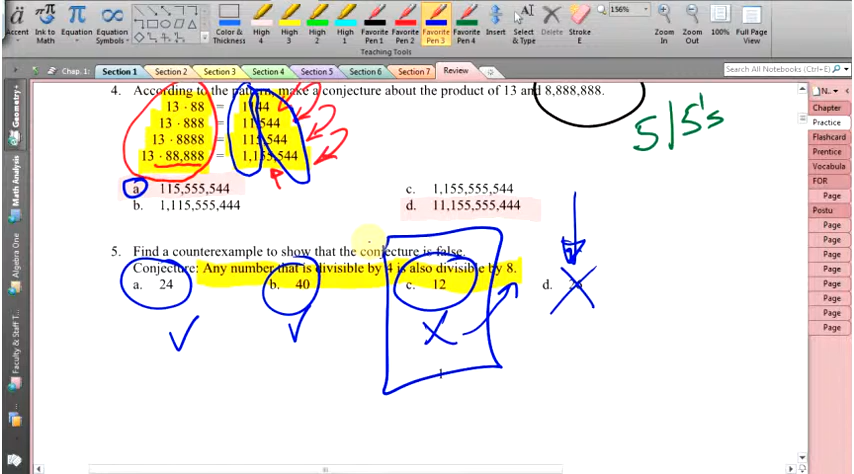 156%
Accent
Ink to Math
Equation
Equation Symbols
Color & Thickness
High 4
High 3
High 2
High 1
Favorite Pen 1
Favorite Pen 2
Favorite Pen 3
Favorite Pen 4
Insert
Select & Type
Delete
Stroke E
Zoom In
Zoom Out
100%
Full Page View
Teaching Tools
Chap. 1:
Section 1
Section 2
Section 3
Section 4
Section 5
Section 6
Section 7
Review
Search All Notebooks (Ctrl+E)
Geometry+
Math Analysis
Algebra One
Faculty & Staff T
4. According to the pattern, make a conjecture about the product of 13 and 8,888,888.
13 · 88 = 1144
13 · 888 = 11,544
13 · 8888 = 115,544
13 · 88,888 = 1,155,544
a. 115,555,544
c. 1,155,555,544
b. 1,115,555,444
d. 11,155,555,444
5 | 5's
5. Find a counterexample to show that the conjecture is false.
Conjecture: Any number that is divisible by 4 is also divisible by 8.
a. 24
b. 40
c. 12
d.
N..
Chapter
Practice
Flashcard
Prentice
Vocabula
FOR
Page
Postu
Page
Page
Page
Page
Page
Page
Page
Page